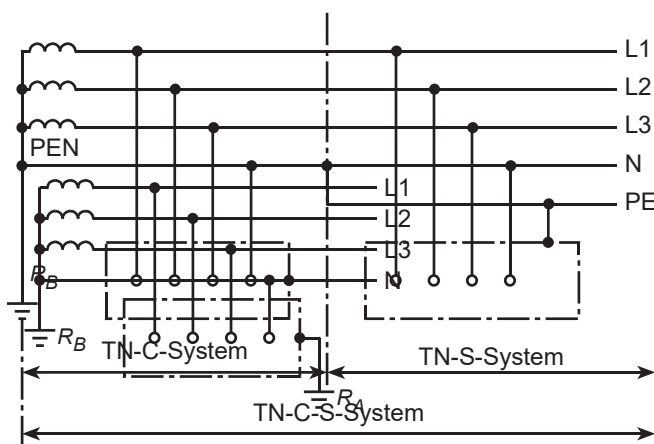 L1
L2
L3
PEN
N
L1
PE
L2
L3
N
R_B
R_B
TN-C-System
TN-S-System
R_A
TN-C-S-System